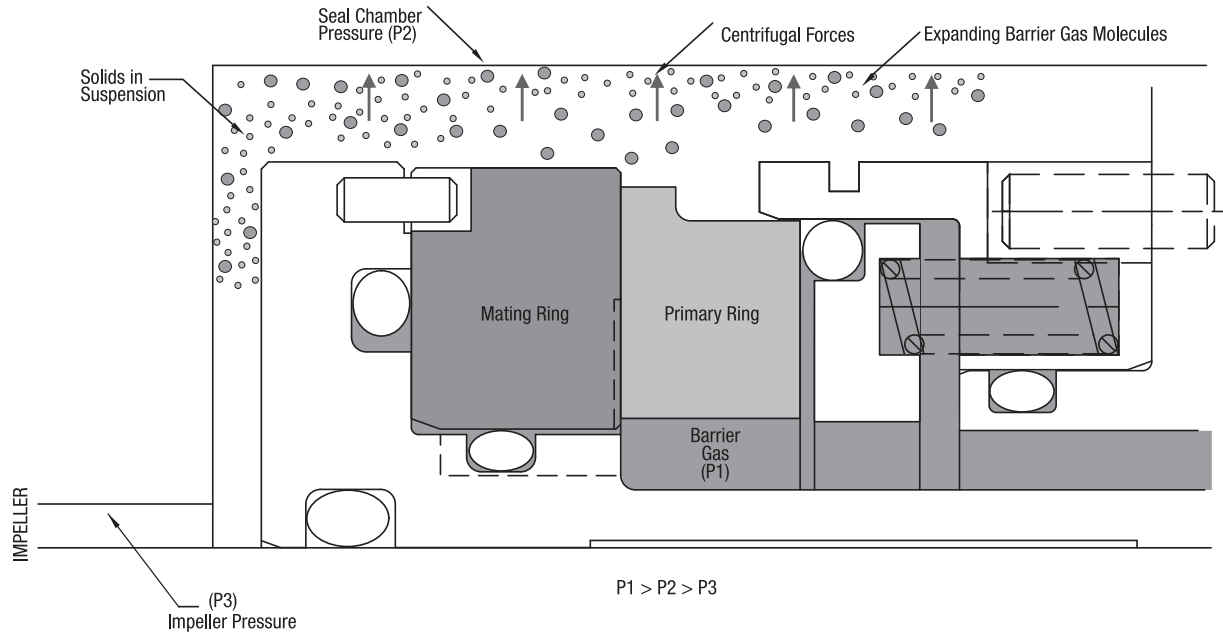 Seal Chamber
Pressure (P2)
Centrifugal Forces
Expanding Barrier Gas Molecules
Solids in
Suspension
Mating Ring
Primary Ring
Barrier
Gas
(P1)
IMPELLER
P1 > P2 > P3
(P3)
Impeller Pressure